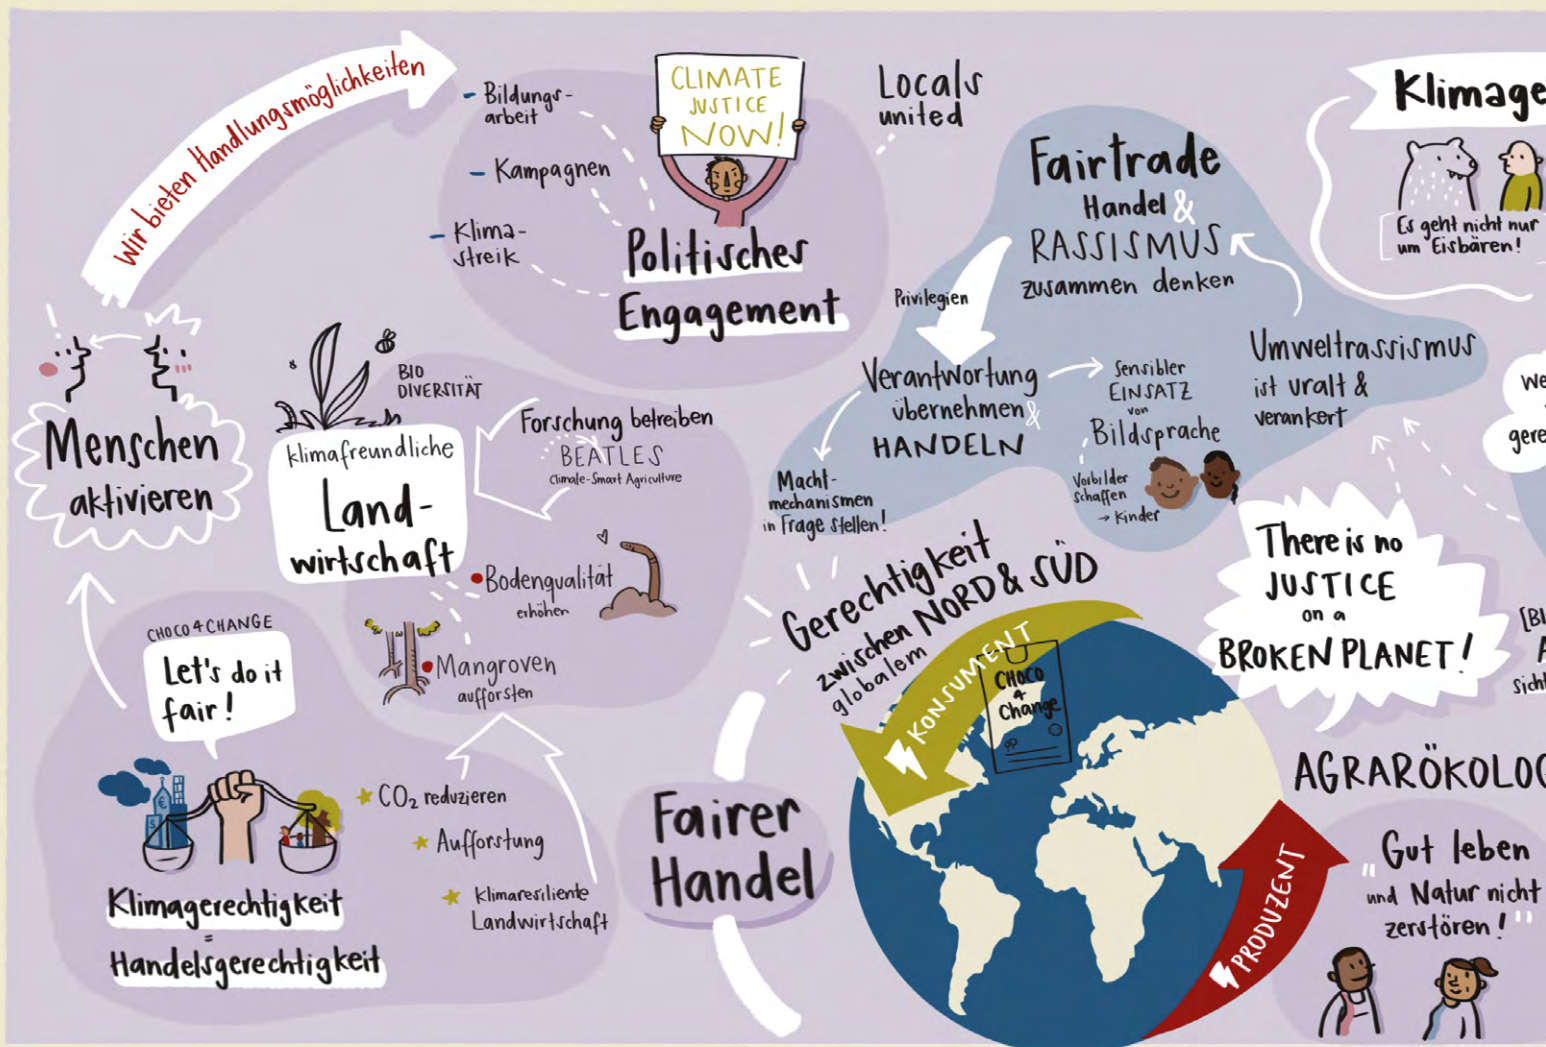 Wir bieten Handlungsmöglichkeiten
- Bildungs-
arbeit
- Kampagnen
- Klima-
streik
CLIMATE
JUSTICE
NOW!
Politisches
Engagement
Locals
united
Fairtrade
Handel &
RASSISMUS
zusammen denken
Privilegien
Verantwortung
übernehmen &
HANDELN
Macht-
mechanismen
in Frage stellen!
Sensibler
EINSATZ
von
Bildsprache
Vorbilder
schaffen
→ Kinder
Umweltrassismus
ist uralt &
verankert
Klimage
Es geht nicht nur
um Eisbären!
We
gere
Menschen
aktivieren
BIO
DIVERSITÄT
klimafreundliche
Land-
wirtschaft
Forschung betreiben
BEATLES
Climate-Smart Agriculture
Bodenqualität
erhöhen
Mangroven
aufforsten
CHOCO4CHANGE
Let's do it
fair!
€
$
CO₂ reduzieren
Aufforstung
Klimaresiliente
Landwirtschaft
Klimagerechtigkeit
=
Handelsgerechtigkeit
Fairer
Handel
Gerechtigkeit
zwischen NORD & SÜD
globalem
KONSUMENT
CHOCO
4
Change
PRODUZENT
There is no
JUSTICE
on a
BROKEN PLANET!
[BI
A
Sicht
AGRARÖKOLOG
"Gut leben
und Natur nicht
zerstören!"